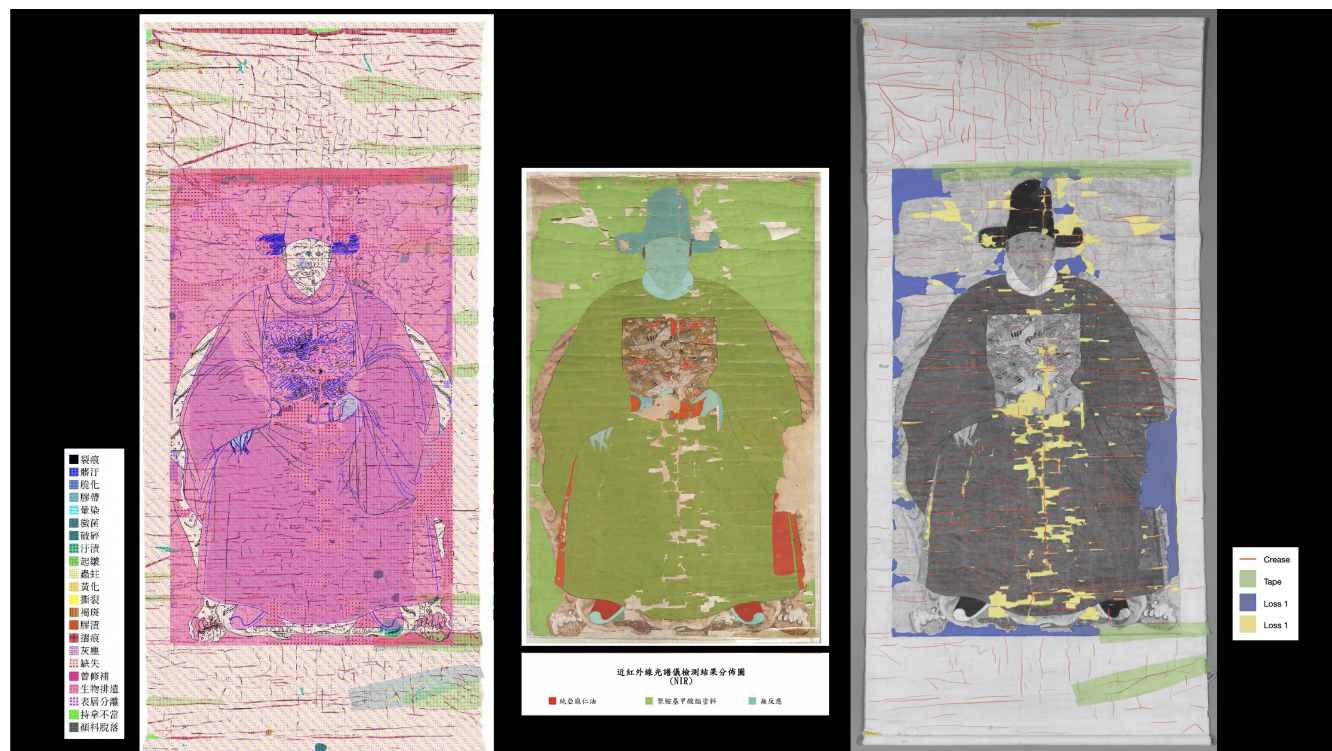 裂痕
髒汙
脆化
膠帶
暈染
黴菌
破碎
汙漬
起皺
蟲蛀
黃化
撕裂
褐斑
膠漬
摺痕
灰塵
缺失
曾修補
生物排遺
表層分離
持拿不當
顏料脫落
近紅外線光譜儀檢測結果分佈圖
(NIR)
純亞麻仁油
聚胺基甲酸酯塗料
無反應
Crease
Tape
Loss 1
Loss 1